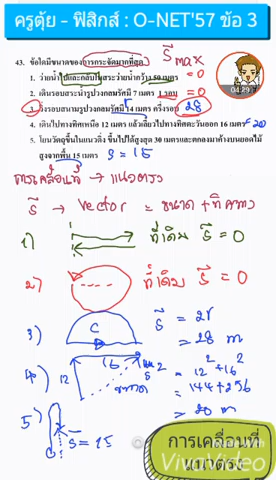 ครูตุ้ย - ฟิสิกส์ : O-NET'57 ข้อ 3
43. ข้อใดมีขนาดของการกระจัดมากที่สุด S max
1. ว่ายน้ำไปและกลับในสระว่ายน้ำกว้าง 50 เมตร = 0
2. เดินรอบสนามรูปวงกลมรัศมี 7 เมตร 1 รอบ = 0
3. วิ่งรอบสนามรูปวงกลมรัศมี 14 เมตร ครึ่งรอบ 28
4. เดินไปทางทิศเหนือ 12 เมตร แล้วเลี้ยวไปทางทิศตะวันออก 16 เมตร = 20
5. โยนวัตถุขึ้นในแนวดิ่ง ขึ้นไปได้สูงสุด 30 เมตรและตกลงมาค้างบนยอดไม้
สูงจากพื้น 15 เมตร S = 15
04:29
การเคลื่อนที่ → แนวตรง
S → Vector = ขนาด + ทิศทาง
1) ที่เดิม S = 0
2) ที่เดิม S = 0
3) C S = 2r
= 28 m
4) 12 16 S = 12² + 16²
= 144 + 256
= 20 m
5) S = 15
การเคลื่อนที่
แนวตรง
VivaVideo